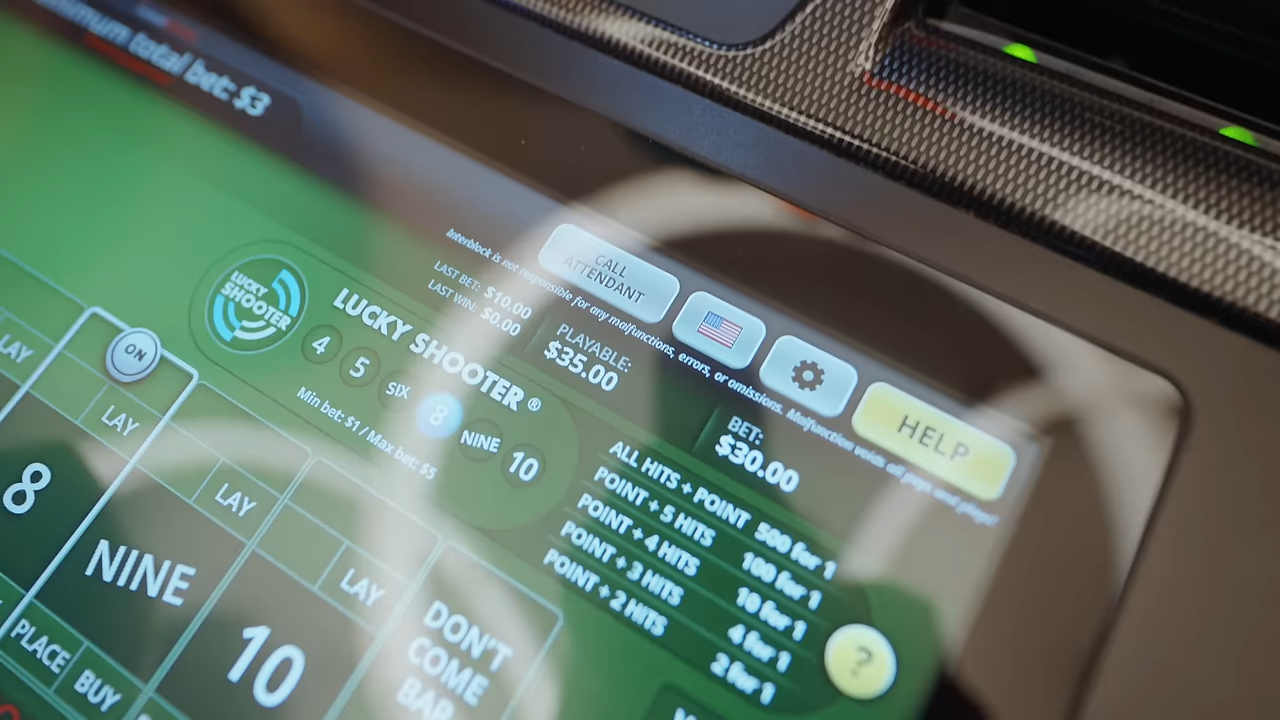 total bet: $3
Interblock is not responsible for any malfunctions, errors, or omissions. Malfunction voids all pays and plays!
CALL
ATTENDANT
HELP
LAST BET: $10.00
LAST WIN: $0.00
PLAYABLE:
$35.00
BET:
$30.00
LUCKY
SHOOTER
LUCKY SHOOTER ®
4 5 SIX 8 NINE 10
Min bet: $1 / Max bet: $5
ALL HITS + POINT 500 for 1
POINT + 5 HITS 100 for 1
POINT + 4 HITS 10 for 1
POINT + 3 HITS 4 for 1
POINT + 2 HITS 2 for 1
?
ON
LAY
LAY
LAY
LAY
8
NINE
10
DON'T
COME
BAR
PLACE
BUY